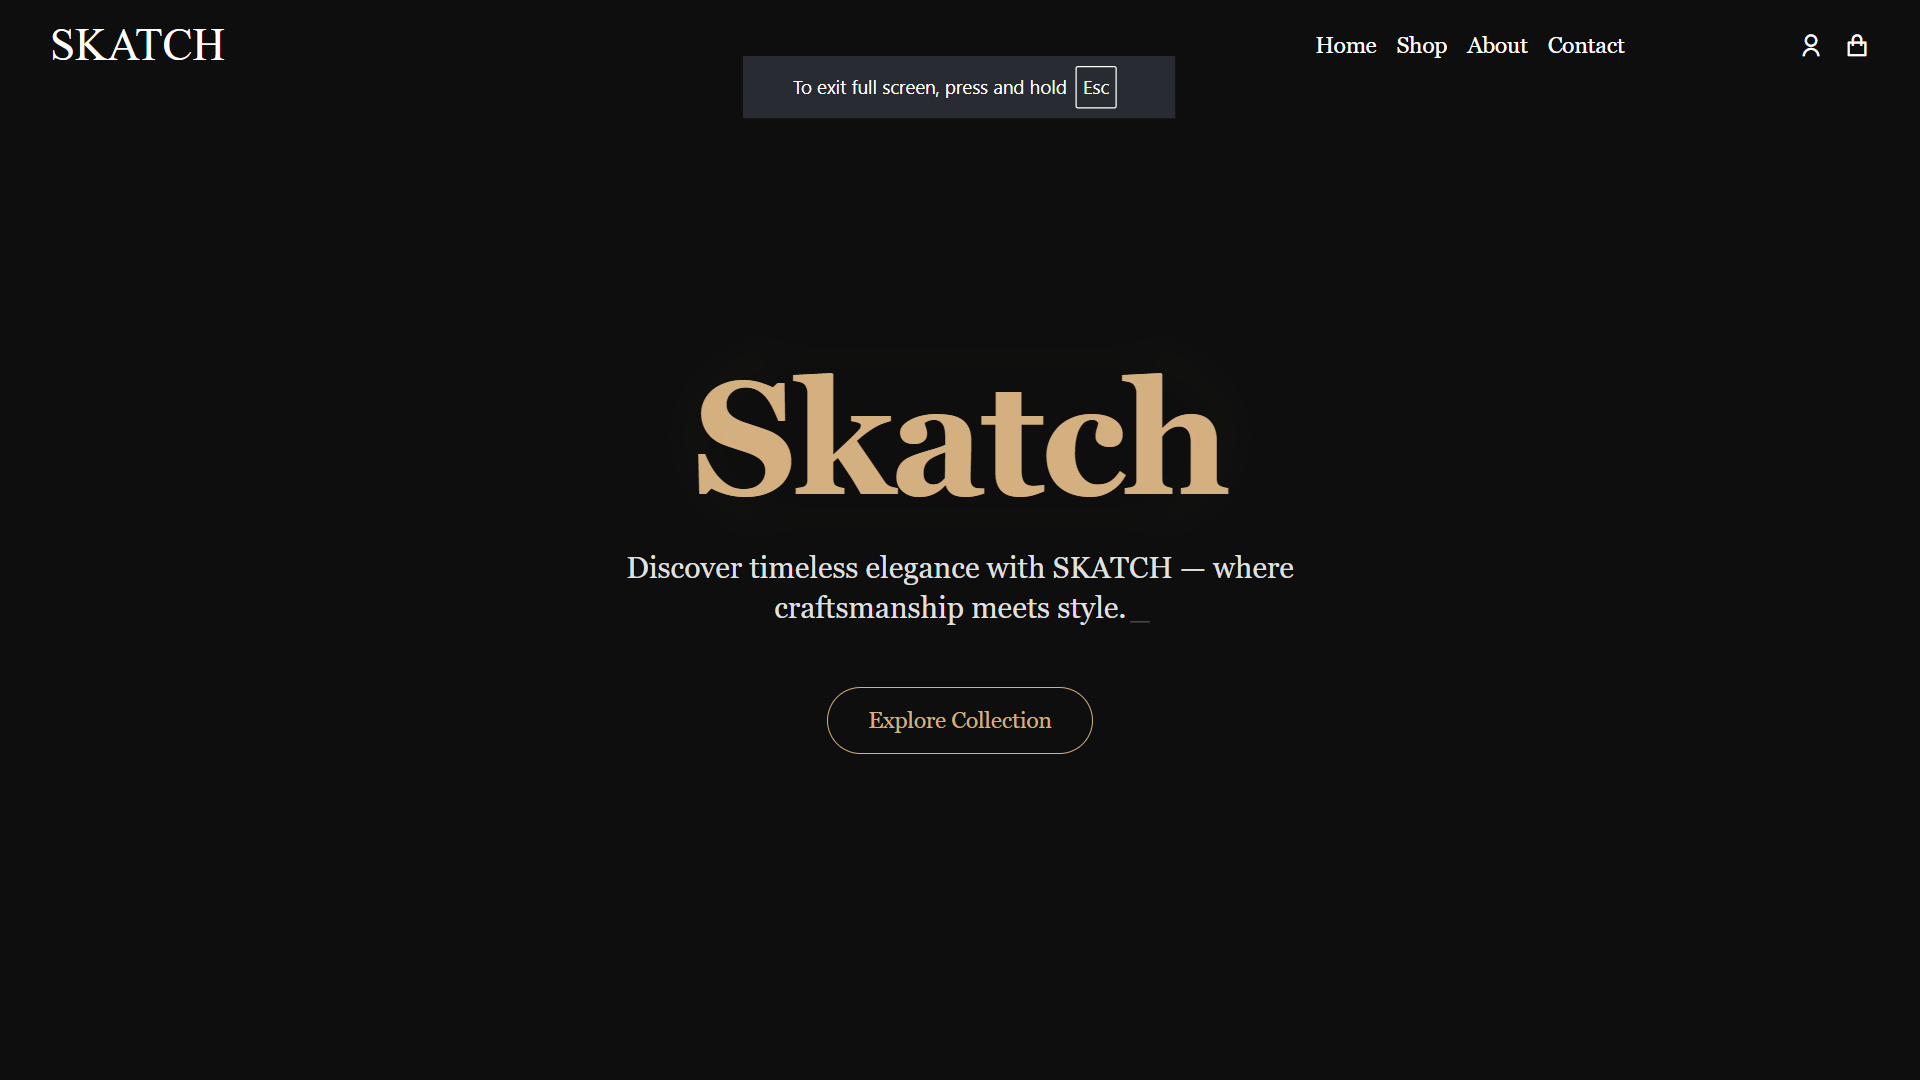 SKATCH
Home Shop About Contact
To exit full screen, press and hold Esc
Skatch
Discover timeless elegance with SKATCH — where
craftsmanship meets style._
Explore Collection